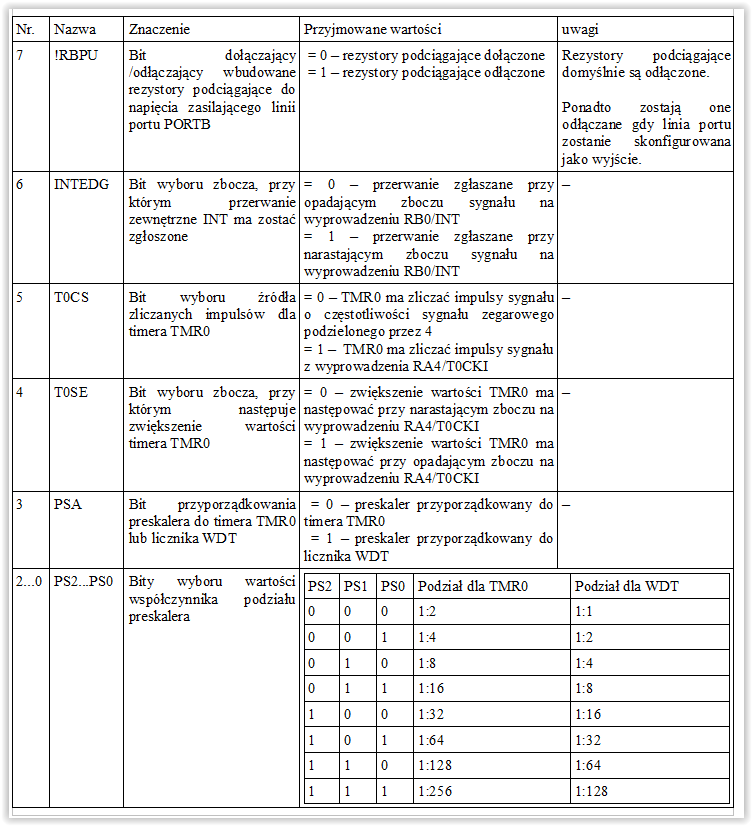 Nr. Nazwa Znaczenie Przyjmowane wartości uwagi
7 !RBPU Bit dołączający = 0 – rezystory podciągające dołączone Rezystory podciągające
/odłączający wbudowane = 1 – rezystory podciągające odłączone domyślnie są odłączone.
rezystory podciągające do
napięcia zasilającego linii Ponadto zostają one
portu PORTB odłączane gdy linia portu
zostanie skonfigurowana
jako wyjście.
6 INTEDG Bit wyboru zbocza, przy = 0 – przerwanie zgłaszane przy –
którym przerwanie opadającym zboczu sygnału na
zewnętrzne INT ma zostać wyprowadzeniu RB0/INT
zgłoszone = 1 – przerwanie zgłaszane przy
narastającym zboczu sygnału na
wyprowadzeniu RB0/INT
5 T0CS Bit wyboru źródła = 0 – TMR0 ma zliczać impulsy sygnału –
zliczanych impulsów dla o częstotliwości sygnału zegarowego
timera TMR0 podzielonego przez 4
= 1 – TMR0 ma zliczać impulsy sygnału
z wyprowadzenia RA4/T0CKI
4 T0SE Bit wyboru zbocza, przy = 0 – zwiększenie wartości TMR0 ma –
którym następuje następować przy narastającym zboczu na
zwiększenie wartości wyprowadzeniu RA4/T0CKI
timera TMR0 = 1 – zwiększenie wartości TMR0 ma
następować przy opadającym zboczu na
wyprowadzeniu RA4/T0CKI
3 PSA Bit przyporządkowania = 0 – preskaler przyporządkowany do –
preskalera do timera TMR0 timera TMR0
lub licznika WDT = 1 – preskaler przyporządkowany do
licznika WDT
2...0 PS2...PS0 Bity wyboru wartości PS2 PS1 PS0 Podział dla TMR0 Podział dla WDT
współczynnika podziału 0 0 0 1:2 1:1
preskalera 0 0 1 1:4 1:2
0 1 0 1:8 1:4
0 1 1 1:16 1:8
1 0 0 1:32 1:16
1 0 1 1:64 1:32
1 1 0 1:128 1:64
1 1 1 1:256 1:128